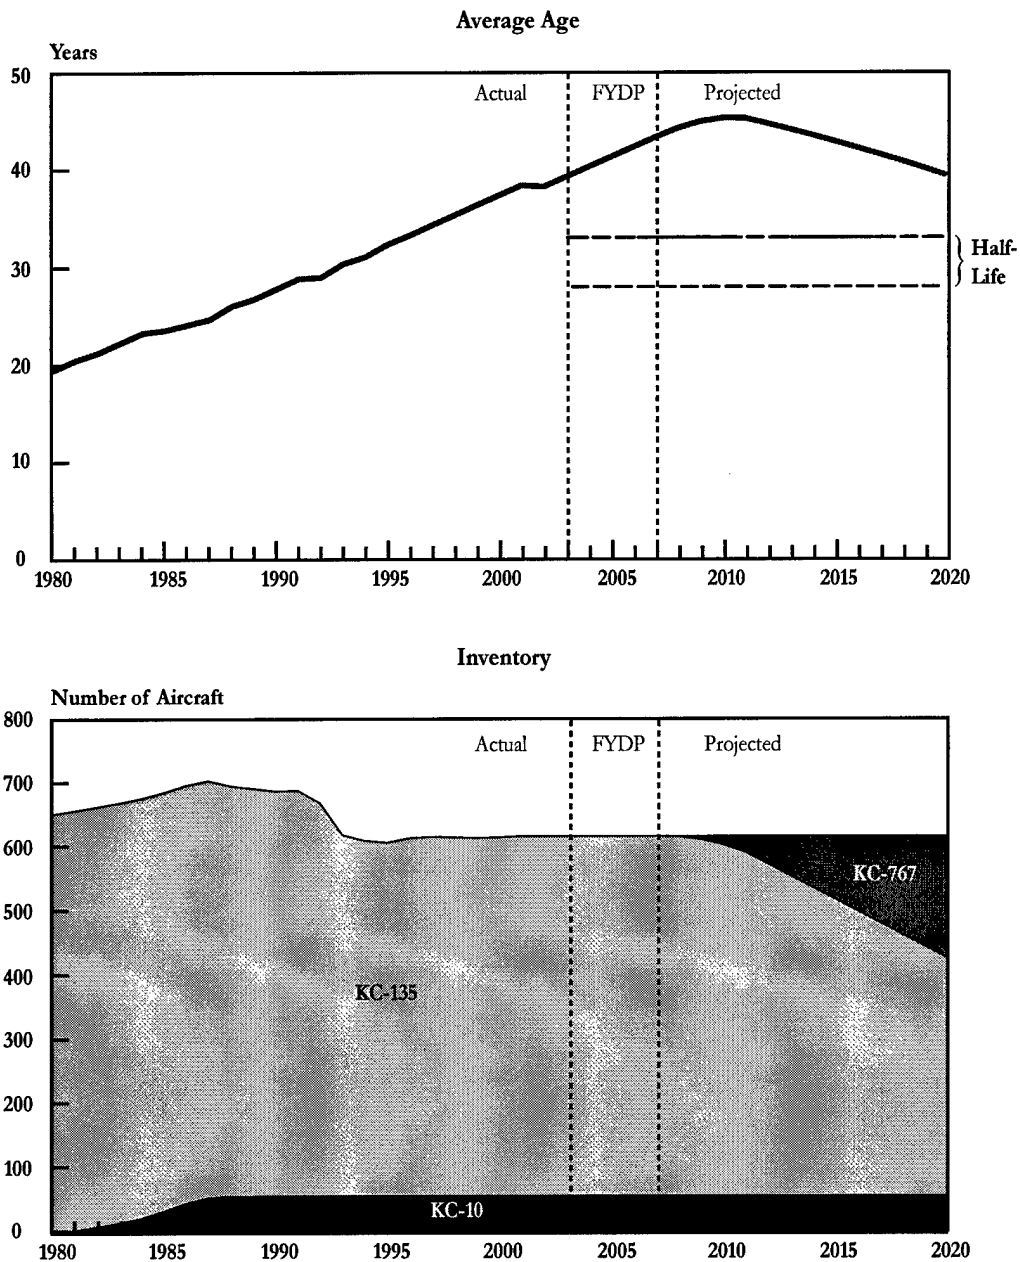 Average Age
Years
50
Actual
FYDP
Projected
40
30
Half-
Life
20
10
0
1980 1985 1990 1995 2000 2005 2010 2015 2020
Inventory
Number of Aircraft
800
Actual
FYDP
Projected
700
600
KC-767
500
400
KC-135
300
200
100
KC-10
0
1980 1985 1990 1995 2000 2005 2010 2015 2020